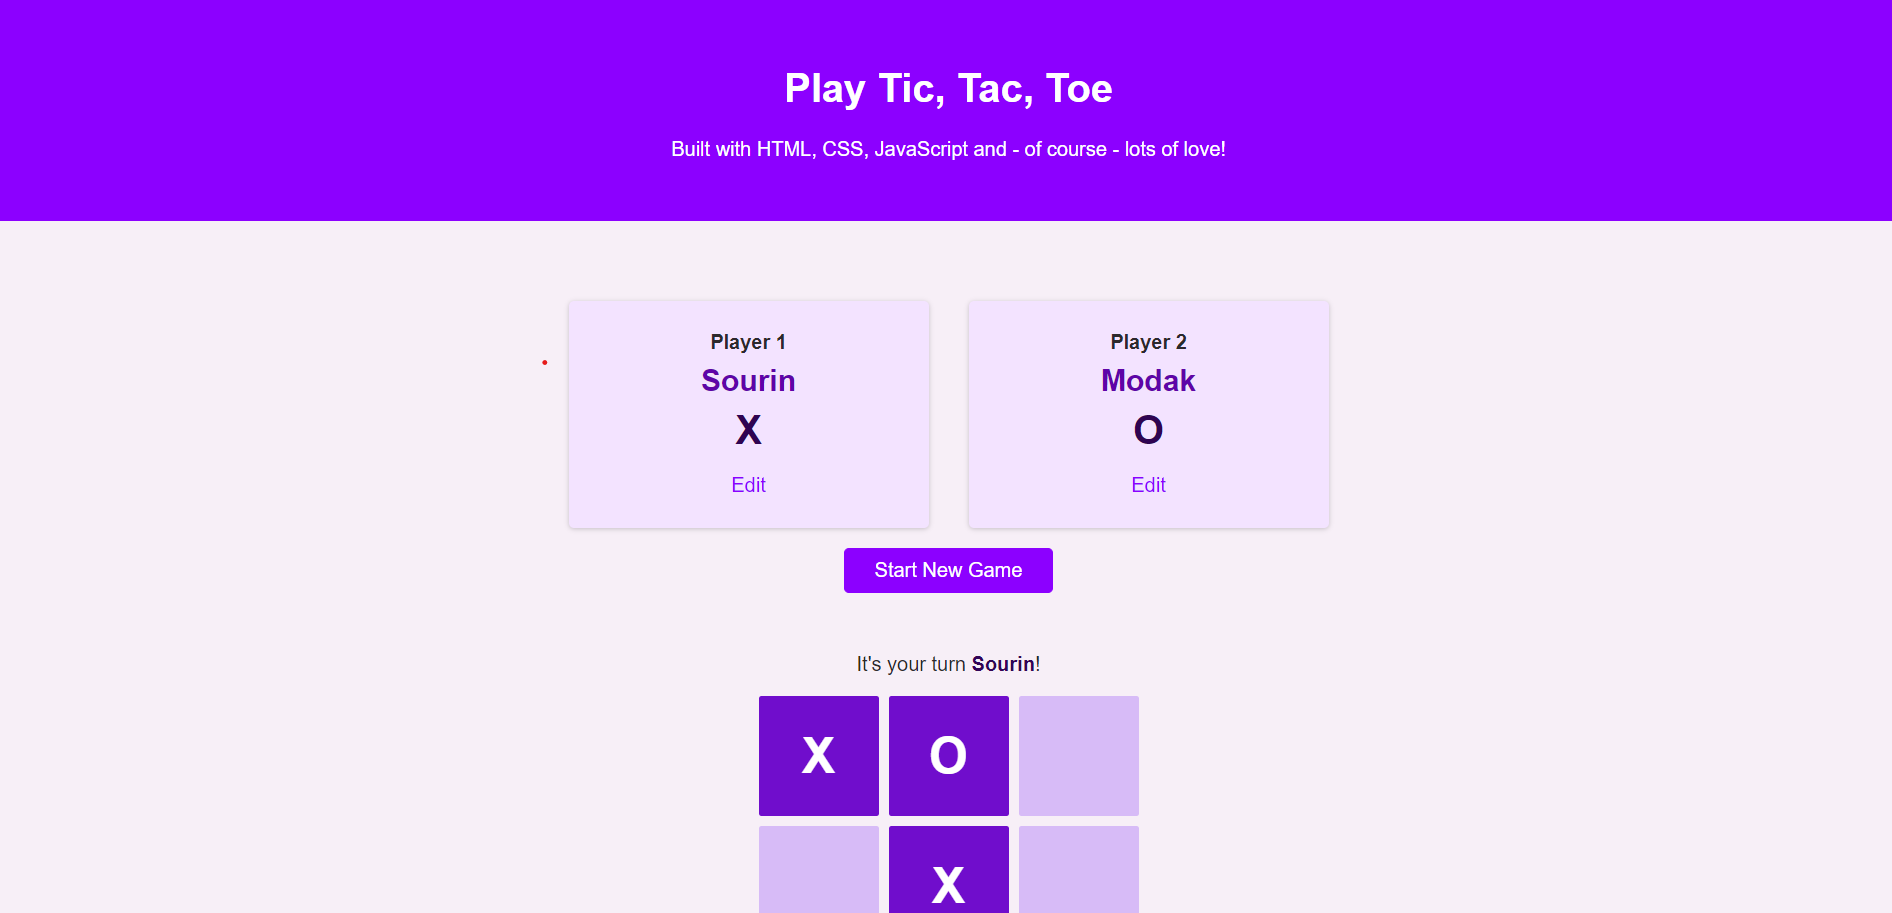 Play Tic, Tac, Toe
Built with HTML, CSS, JavaScript and - of course - lots of love!
Player 1
Sourin
X
Edit
Player 2
Modak
O
Edit
Start New Game
It's your turn Sourin!
X O
X